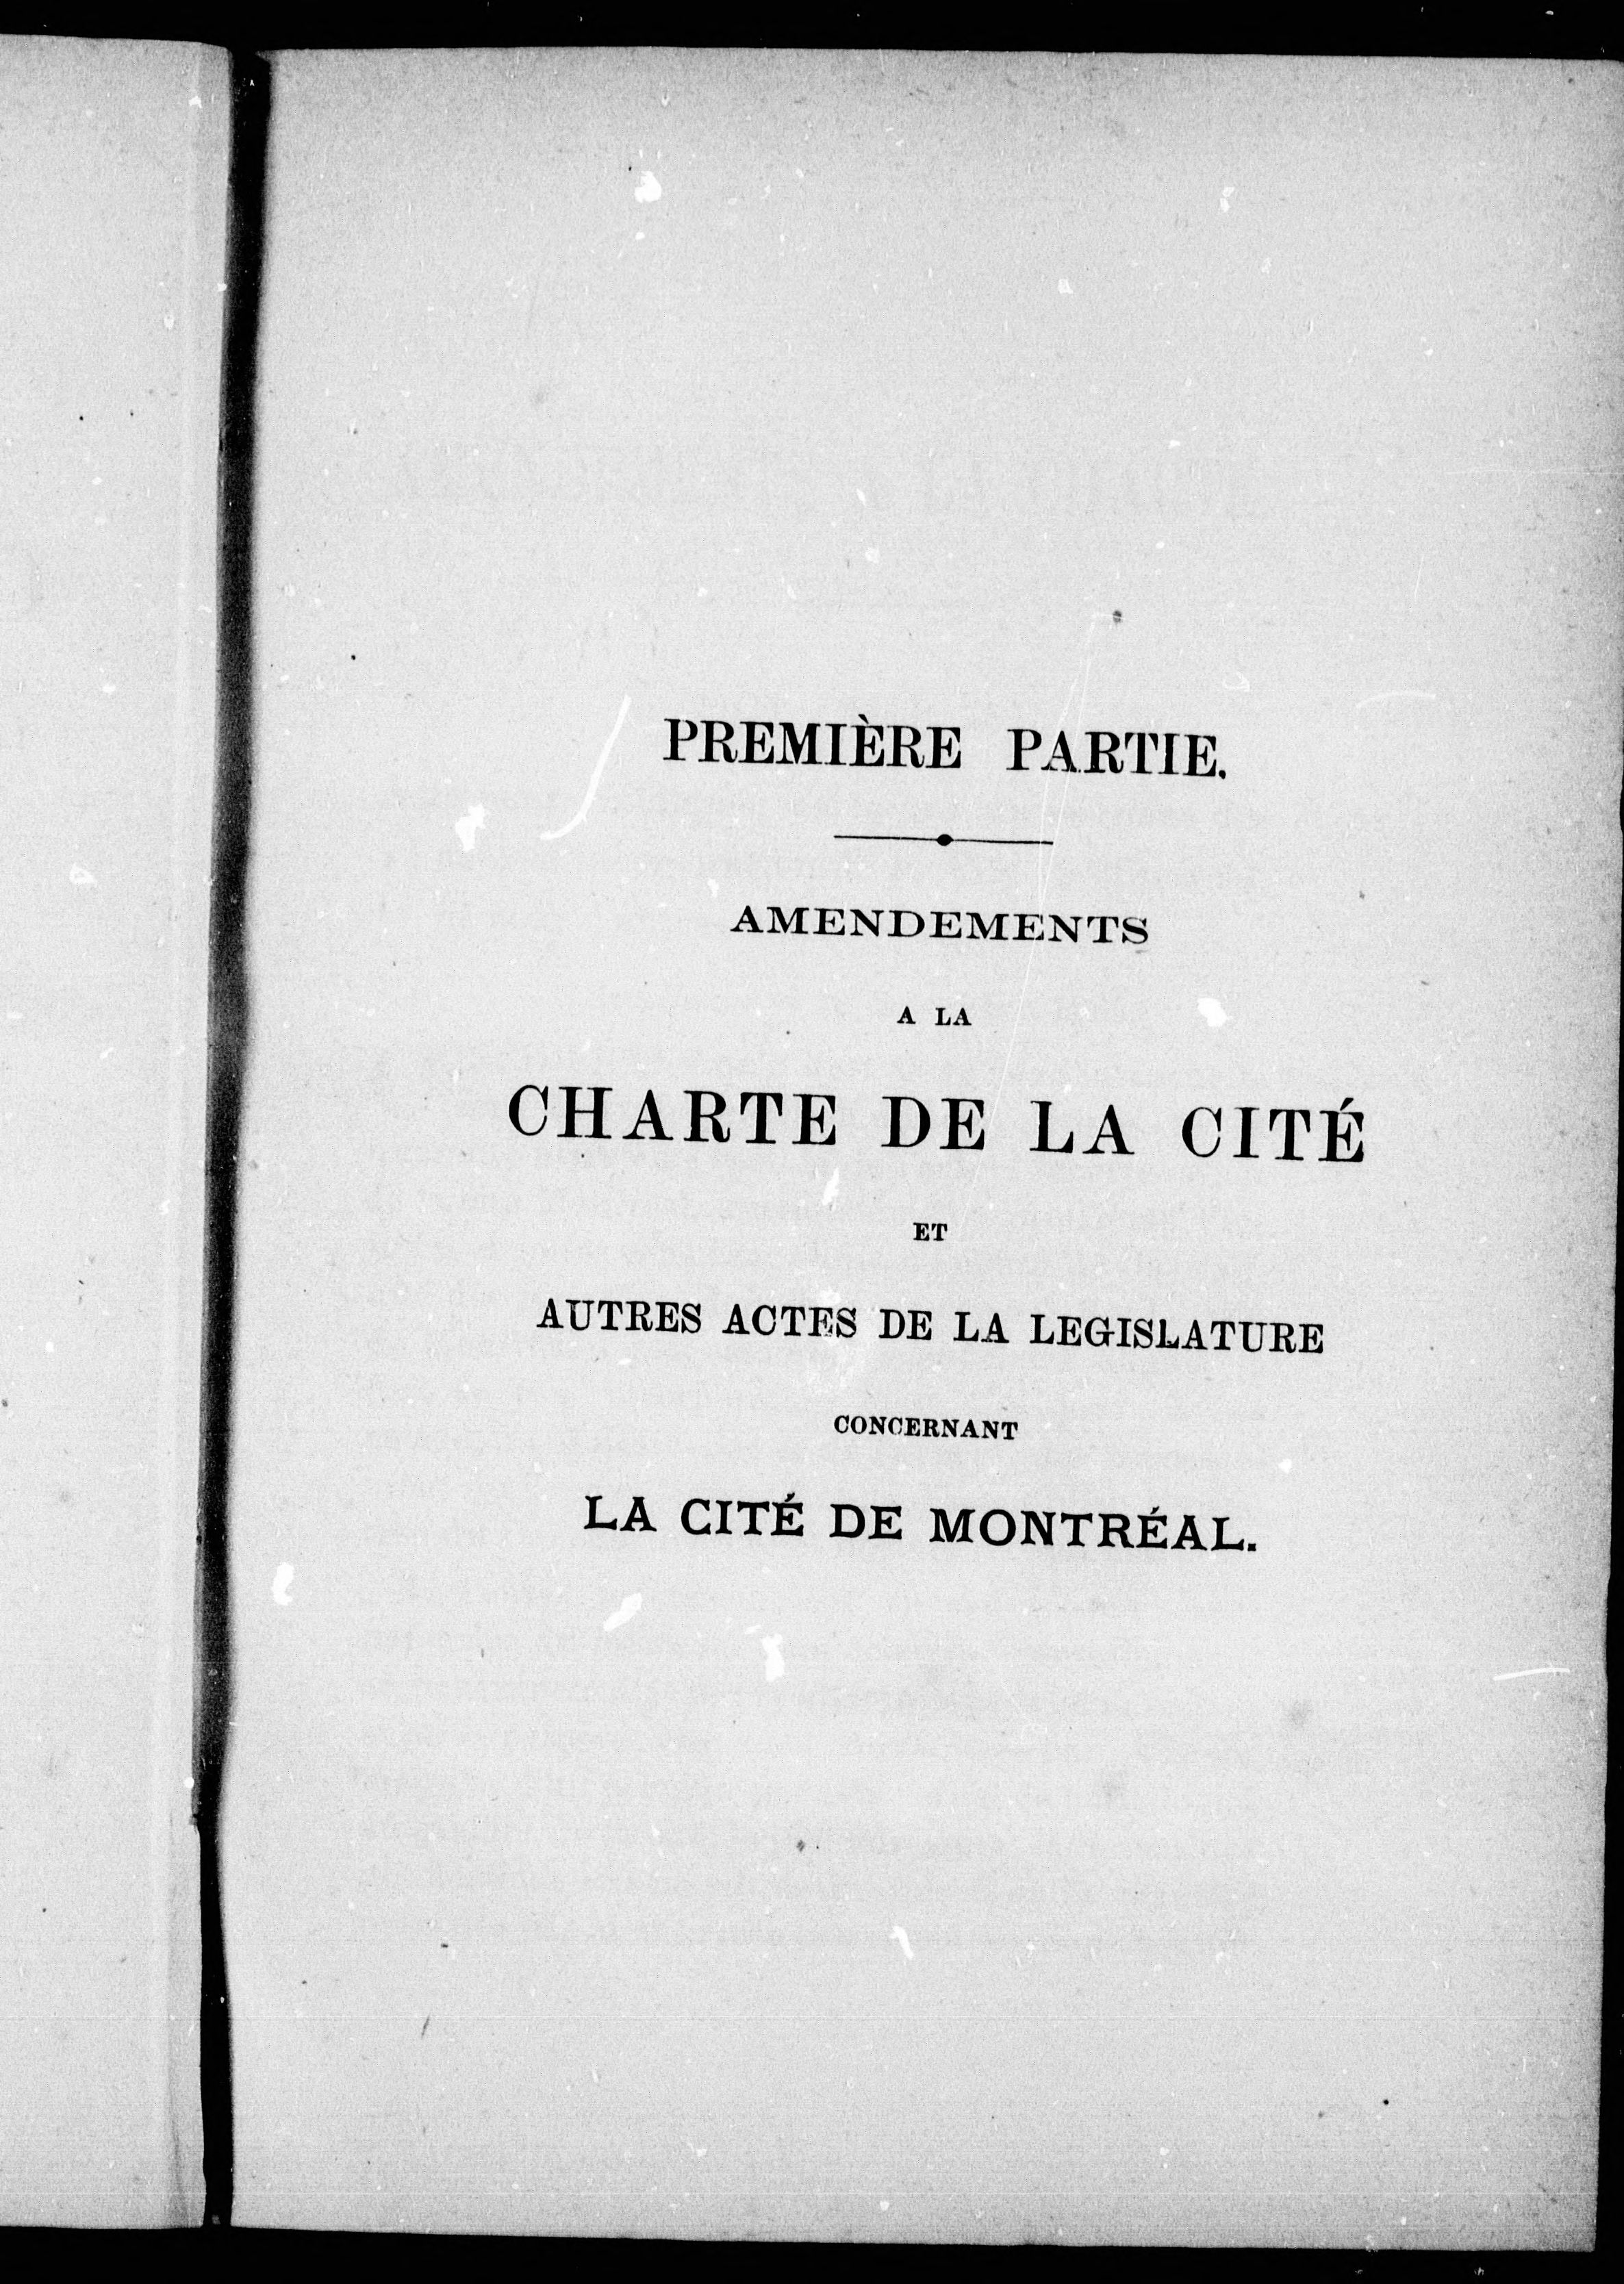 PREMIÈRE PARTIE.
AMENDEMENTS
A LA
CHARTE DE LA CITÉ
ET
AUTRES ACTES DE LA LEGISLATURE
CONCERNANT
LA CITÉ DE MONTRÉAL.